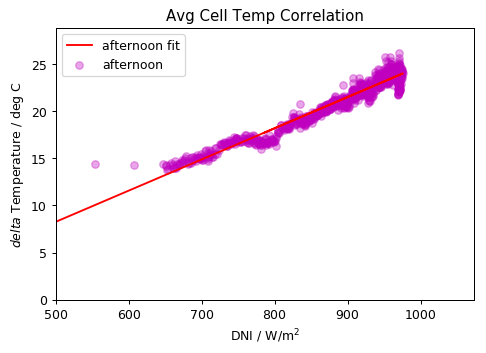 Avg Cell Temp Correlation
afternoon fit
afternoon
delta Temperature / deg C
25
20
15
10
5
0
500 600 700 800 900 1000
DNI / W/m²